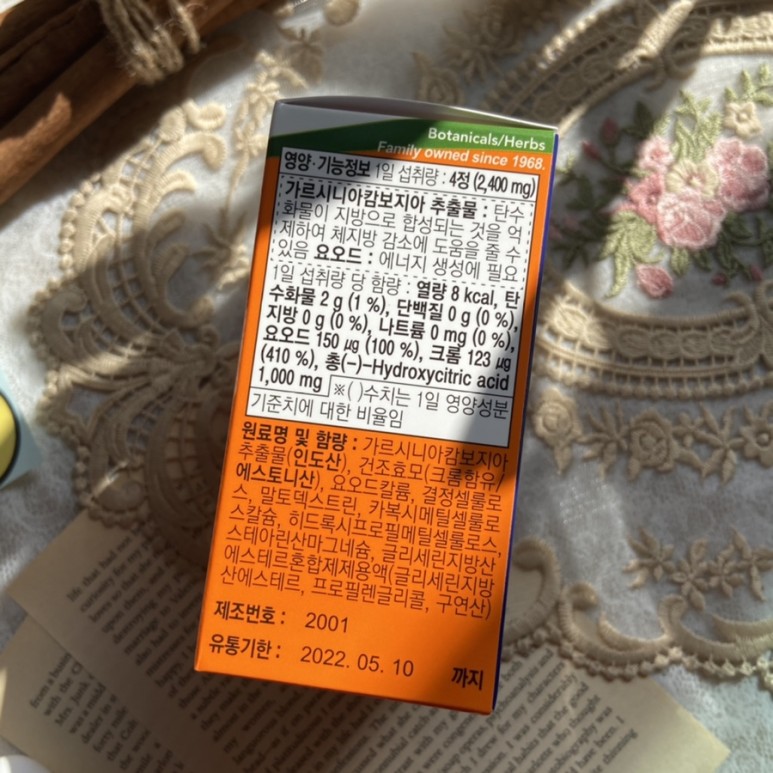 Botanicals/Herbs
Family owned since 1968.
영양·기능정보 1일 섭취량 : 4정 (2,400 mg)
가르시니아캄보지아 추출물 : 탄수
화물이 지방으로 합성되는 것을 억
제하여 체지방 감소에 도움을 줄 수
있음 요오드 : 에너지 생성에 필요
1일 섭취량 당 함량 : 열량 8 kcal, 탄
수화물 2 g (1 %), 단백질 0 g (0 %),
지방 0 g (0 %), 나트륨 0 mg (0 %),
요오드 150 µg (100 %), 크롬 123 µg
(410 %), 총(−)−Hydroxycitric acid
1,000 mg ※( )수치는 1일 영양성분
기준치에 대한 비율임
원료명 및 함량 : 가르시니아캄보지아
추출물(인도산), 건조효모(크롬함유/
에스토니산), 요오드칼륨, 결정셀룰로
스, 말토덱스트린, 카복시메틸셀룰로
스칼슘, 히드록시프로필메틸셀룰로스,
스테아린산마그네슘, 글리세린지방산
에스테르혼합제제용액(글리세린지방
산에스테르, 프로필렌글리콜, 구연산)
제조번호 : 2001
유통기한 : 2022. 05. 10 까지